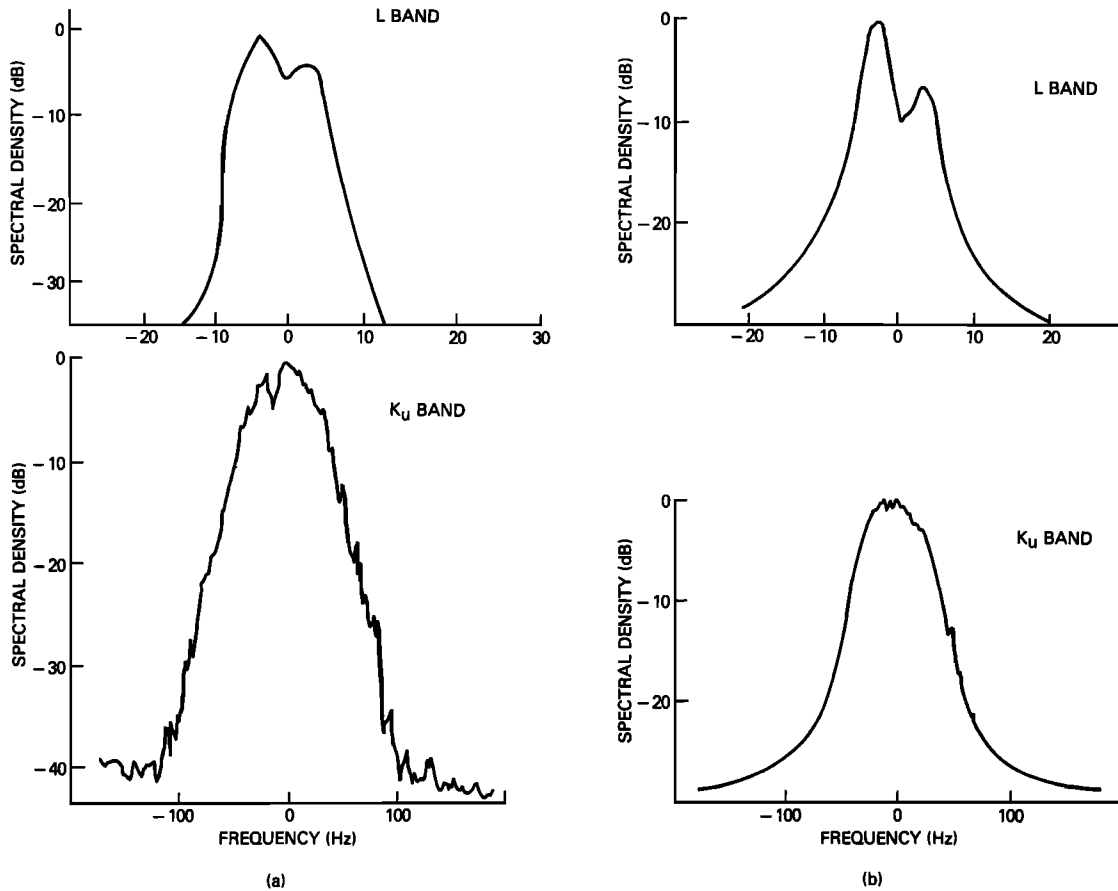 L BAND
SPECTRAL DENSITY (dB)
0
-10
-20
-30
-20
-10
0
10
20
30
L BAND
SPECTRAL DENSITY (dB)
0
-10
-20
-20
-10
0
10
20
Ku BAND
SPECTRAL DENSITY (dB)
0
-10
-20
-30
-40
-100
0
100
FREQUENCY (Hz)
(a)
Ku BAND
SPECTRAL DENSITY (dB)
0
-10
-20
-100
0
100
FREQUENCY (Hz)
(b)